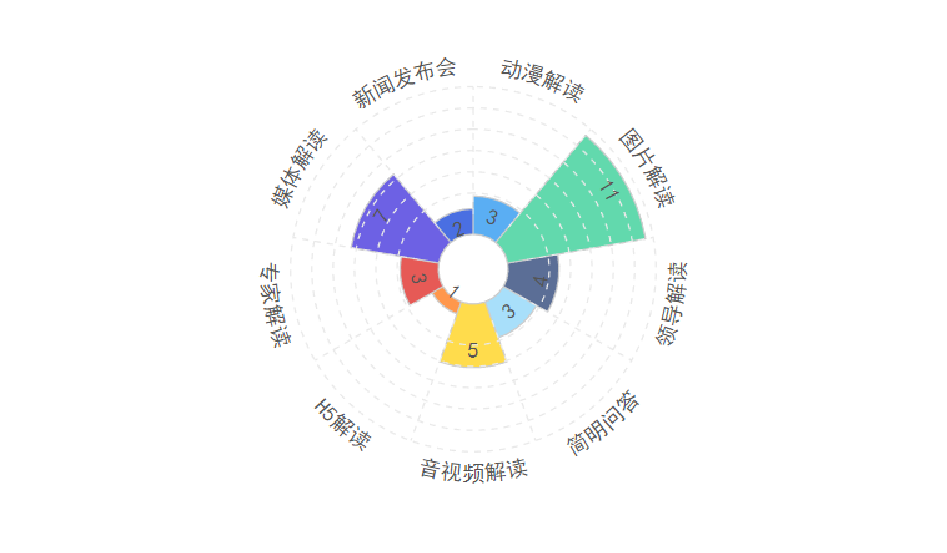 动漫解读
图片解读
领导解读
简明问答
音视频解读
H5解读
专家解读
媒体解读
新闻发布会
3
11
4
3
5
1
3
7
2